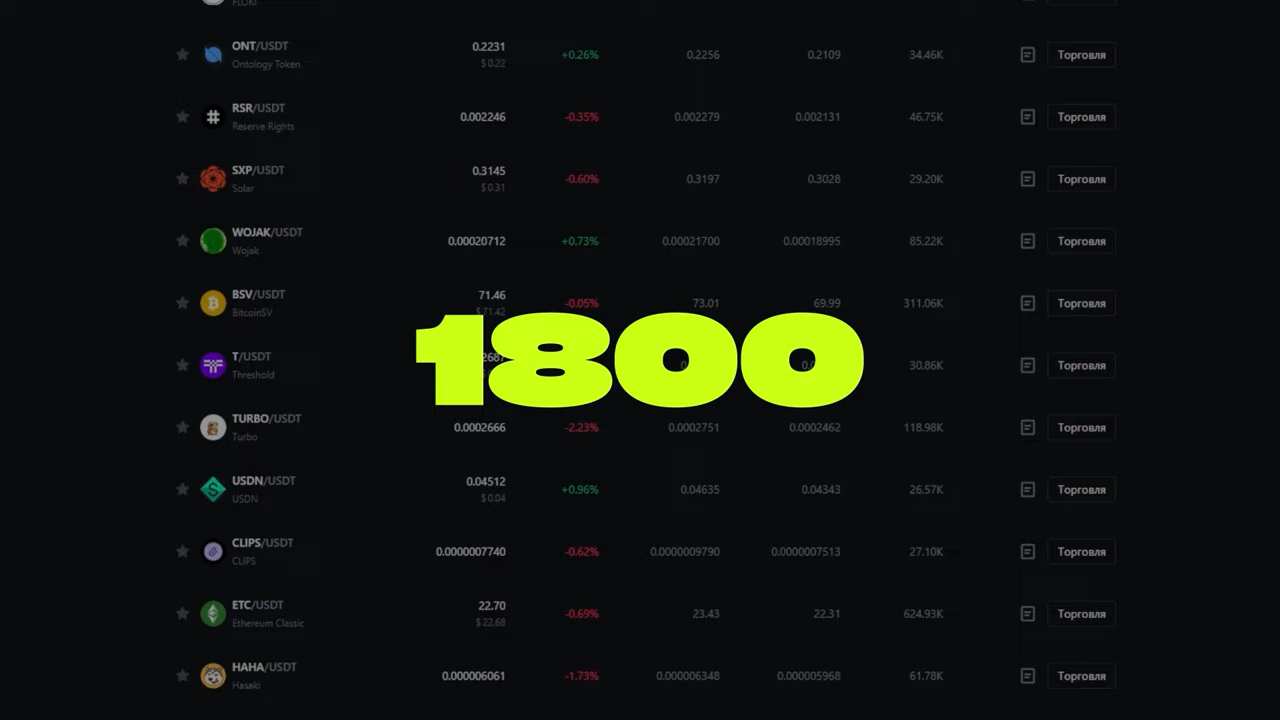 FLOKI
ONT/USDT 0.2231 +0.26% 0.2256 0.2109 34.46K Торговля
Ontology Token $ 0.22
RSR/USDT 0.002246 -0.35% 0.002279 0.002131 46.75K Торговля
Reserve Rights
SXP/USDT 0.3145 -0.60% 0.3197 0.3028 29.20K Торговля
Solar $ 0.31
WOJAK/USDT 0.00020712 +0.73% 0.00021700 0.00018995 85.22K Торговля
Wojak
BSV/USDT 71.46 -0.05% 73.01 69.99 311.06K Торговля
BitcoinSV $ 71.42
1800
T/USDT 30.86K Торговля
Threshold
TURBO/USDT 0.0002666 -2.23% 0.0002751 0.0002462 118.98K Торговля
Turbo
USDN/USDT 0.04512 +0.96% 0.04635 0.04343 26.57K Торговля
USDN $ 0.04
CLIPS/USDT 0.0000007740 -0.62% 0.0000009790 0.0000007513 27.10K Торговля
CLIPS
ETC/USDT 22.70 -0.69% 23.43 22.31 624.93K Торговля
Ethereum Classic $ 22.68
HAHA/USDT 0.000006061 -1.73% 0.000006348 0.000005968 61.78K Торговля
Hasaki